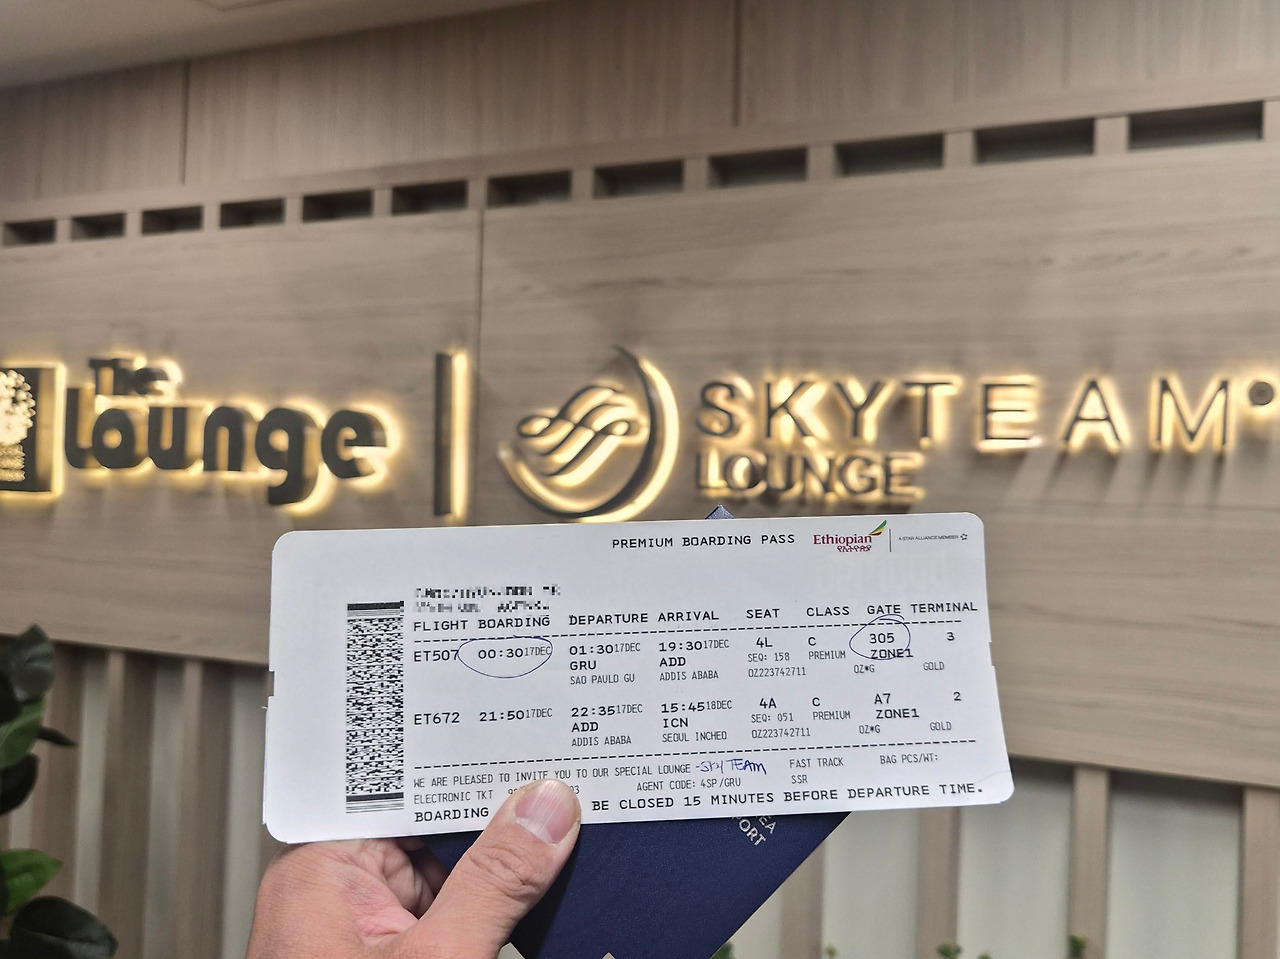 The
Lounge
SKYTEAM
LOUNGE
PREMIUM BOARDING PASS
Ethiopian
የኢትዮጵያ
A STAR ALLIANCE MEMBER
FLIGHT BOARDING DEPARTURE ARRIVAL SEAT CLASS GATE TERMINAL
ET507 00:30 17DEC 01:30 17DEC 19:30 17DEC 4L C 305 3
GRU ADD SEQ: 158 PREMIUM ZONE1
SAO PAULO GU ADDIS ABABA OZ223742711 OZ*G GOLD
ET672 21:50 17DEC 22:35 17DEC 15:45 18DEC 4A C A7 2
ADD ICN SEQ: 051 PREMIUM ZONE1
ADDIS ABABA SEOUL INCHEO OZ223742711 OZ*G GOLD
WE ARE PLEASED TO INVITE YOU TO OUR SPECIAL LOUNGE -SKYTEAM FAST TRACK BAG PCS/WT:
ELECTRONIC TKT 03 AGENT CODE: 4SP/GRU SSR
BOARDING BE CLOSED 15 MINUTES BEFORE DEPARTURE TIME.